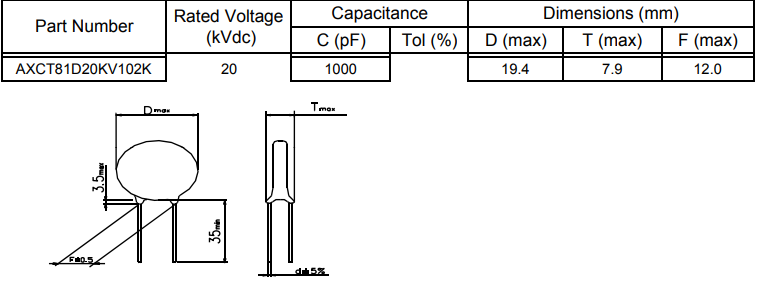 Part Number Rated Voltage (kVdc) Capacitance Dimensions (mm)
C (pF) Tol (%) D (max) T (max) F (max)
AXCT81D20KV102K 20 1000 19.4 7.9 12.0
Dmax
Tmax
3.5max
35min
F±0.5
d±5%